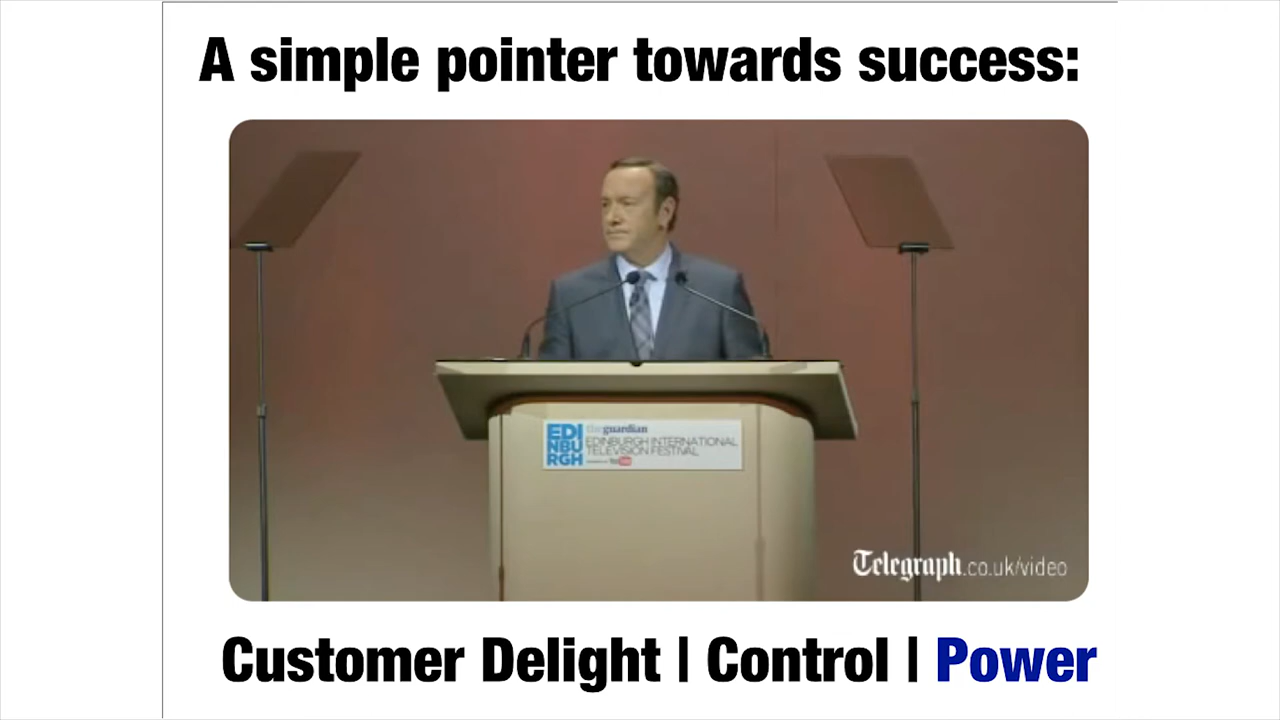 A simple pointer towards success:
EDI
NBU
RGH
the guardian
EDINBURGH INTERNATIONAL
TELEVISION FESTIVAL
Telegraph.co.uk/video
Customer Delight | Control | Power